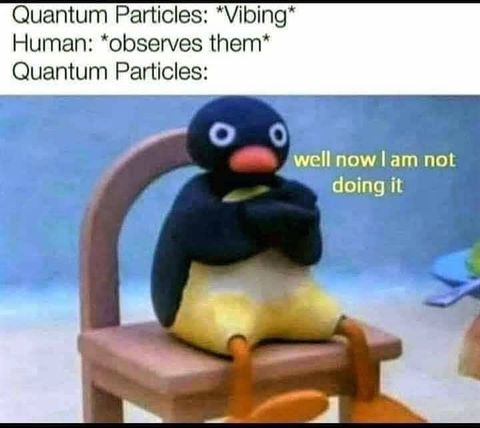 Quantum Particles: *Vibing*
Human: *observes them*
Quantum Particles:
well now I am not
doing it